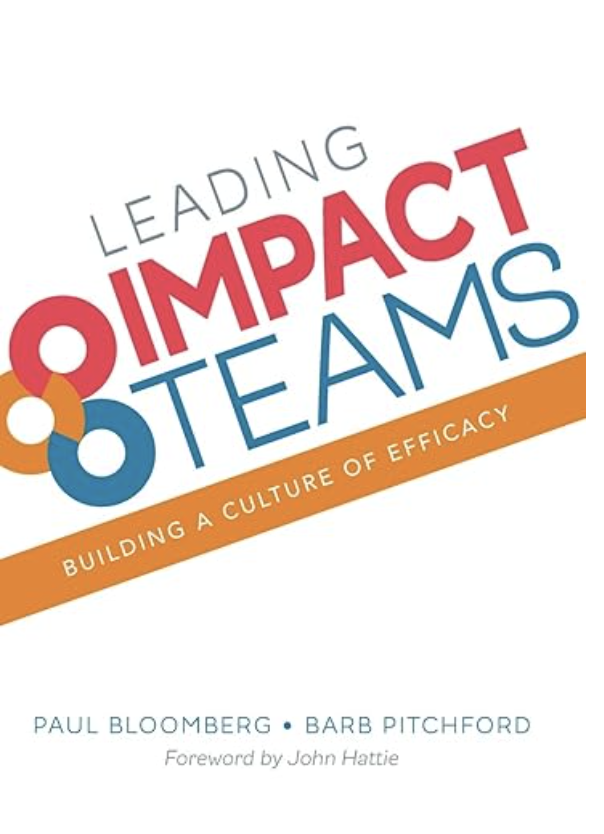 LEADING
IMPACT
TEAMS
BUILDING A CULTURE OF EFFICACY
PAUL BLOOMBERG • BARB PITCHFORD
Foreword by John Hattie